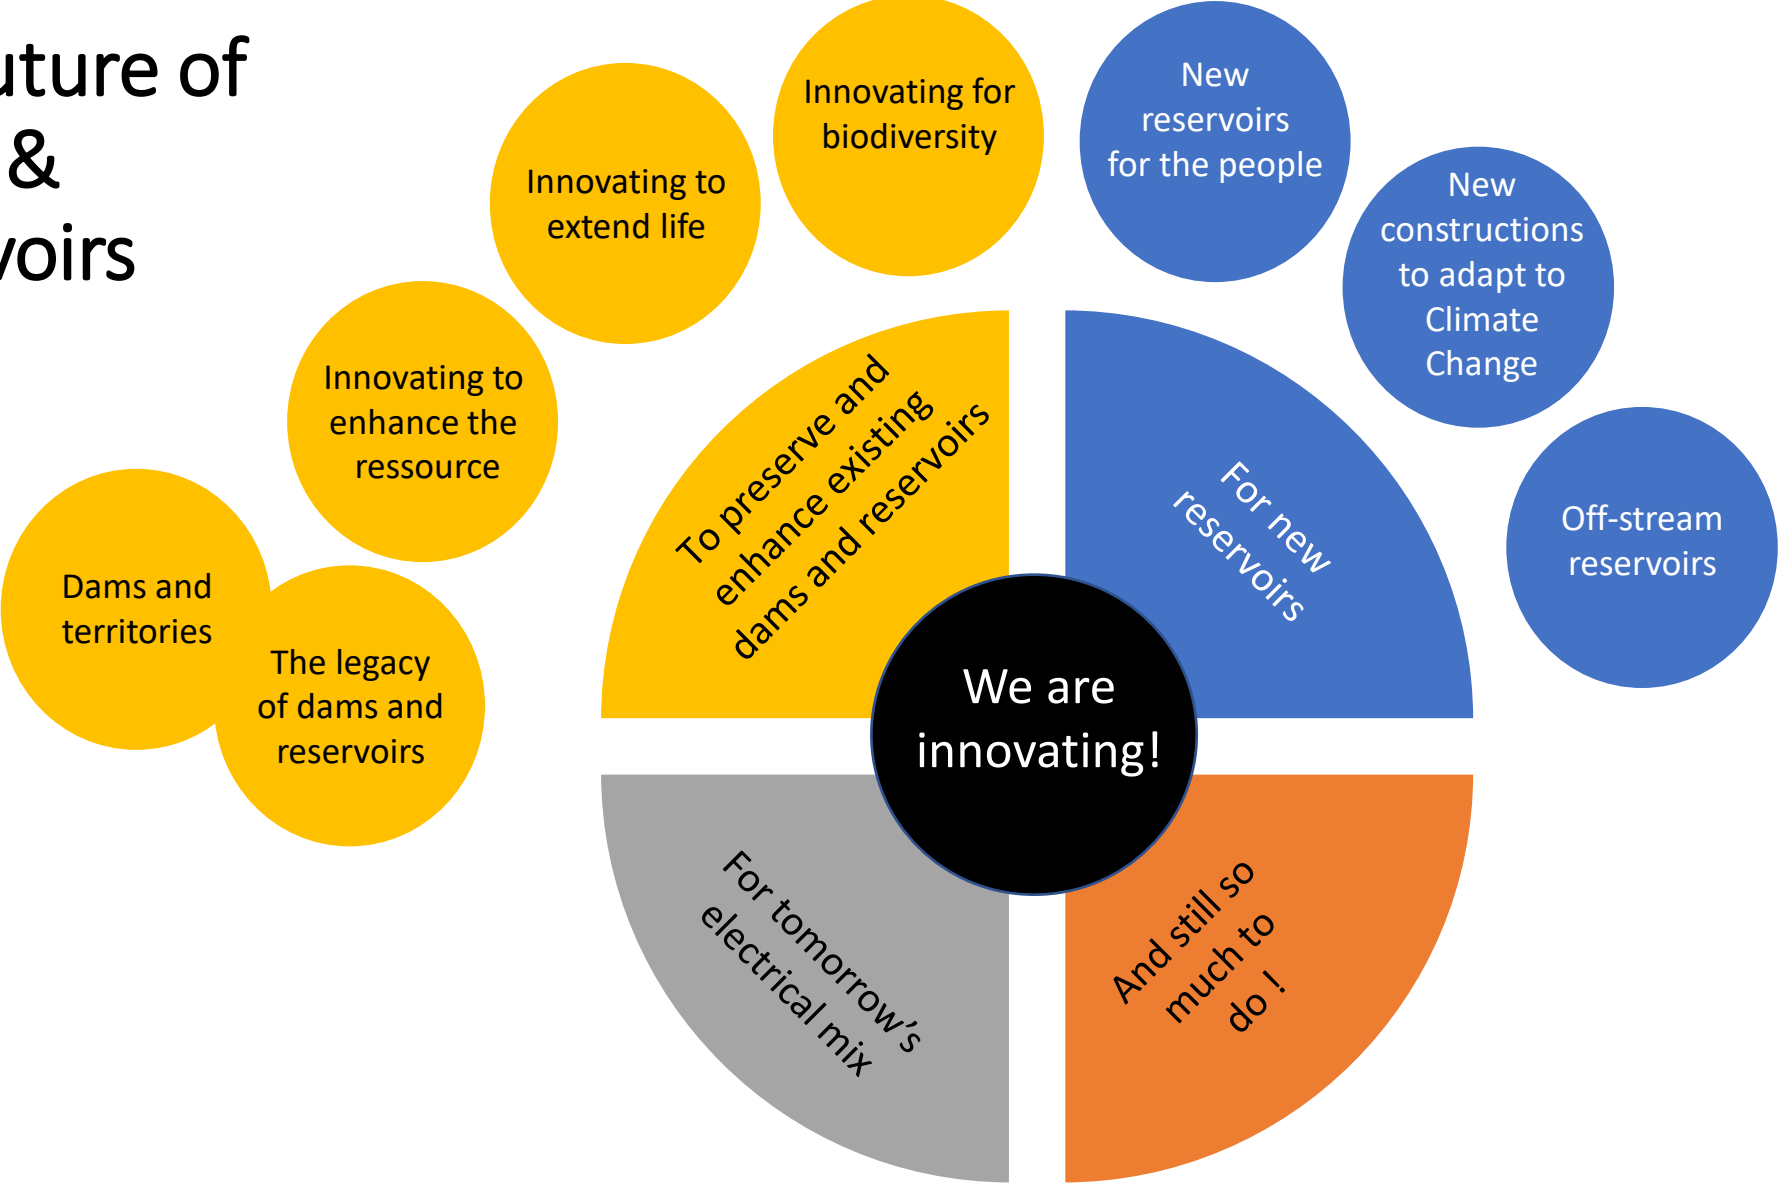 uture of
&
voirs
Innovating for
biodiversity
New
reservoirs
for the people
Innovating to
extend life
New
constructions
to adapt to
Climate
Change
Innovating to
enhance the
ressource
Off-stream
reservoirs
Dams and
territories
The legacy
of dams and
reservoirs
To preserve and
enhance existing
dams and reservoirs
For new
reservoirs
We are
innovating!
For tomorrow’s
electrical mix
And still so
much to
do !